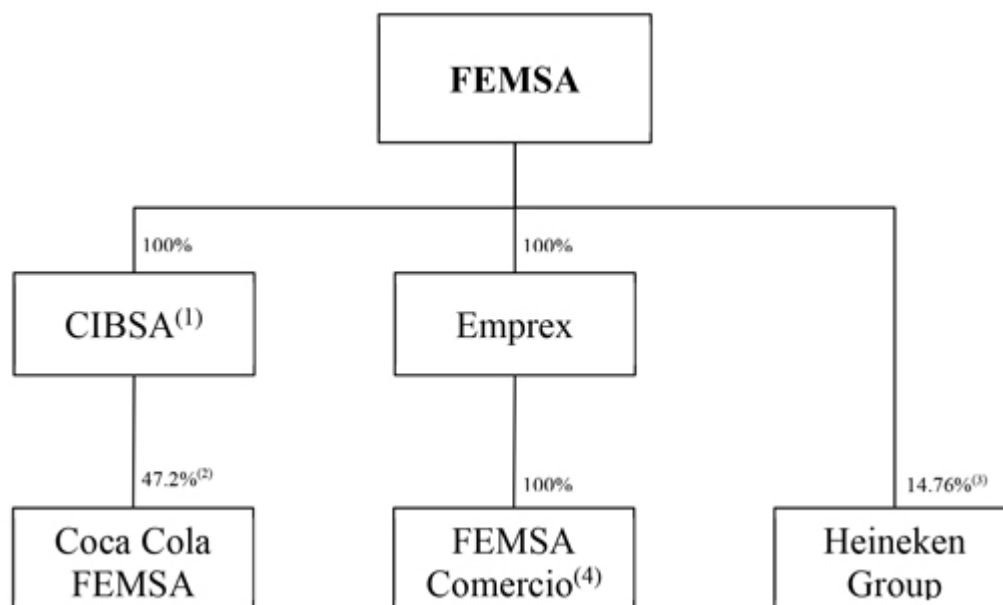 FEMSA
100%
100%
CIBSA⁽¹⁾
Emprex
47.2%⁽²⁾
100%
14.76%⁽³⁾
Coca Cola
FEMSA
FEMSA
Comercio⁽⁴⁾
Heineken
Group